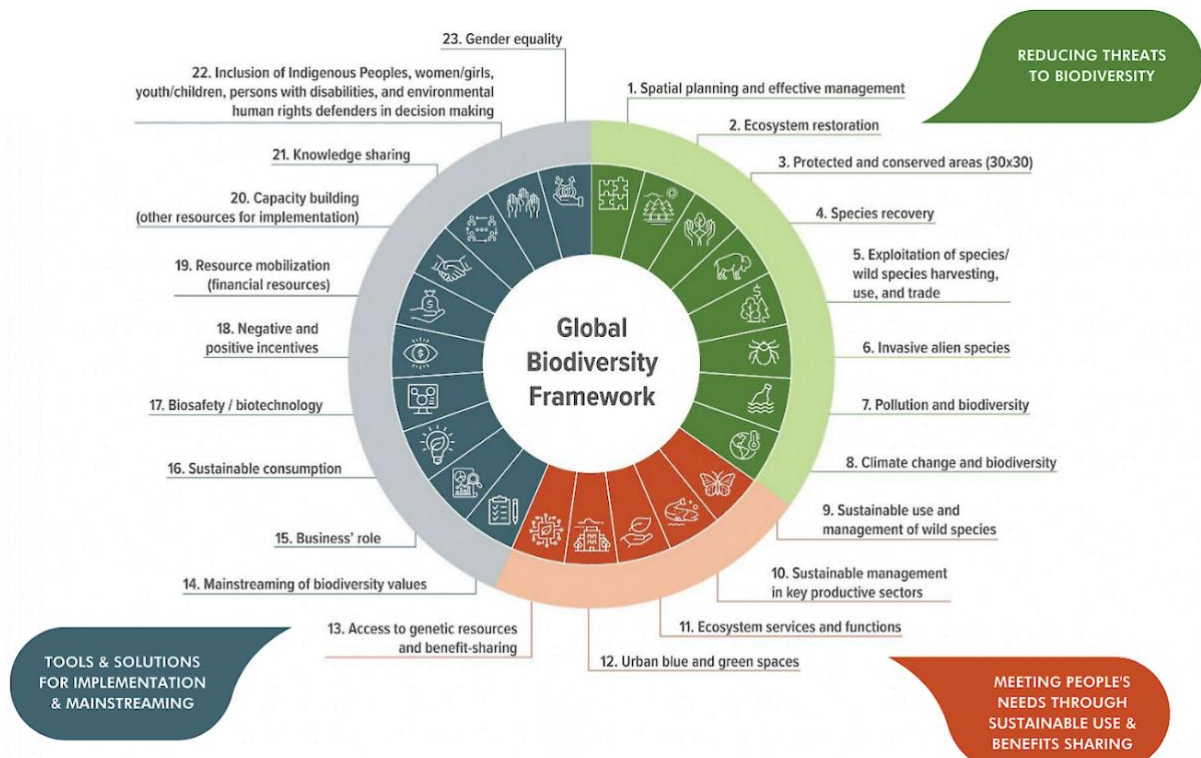 REDUCING THREATS
TO BIODIVERSITY
Global
Biodiversity
Framework
1. Spatial planning and effective management
2. Ecosystem restoration
3. Protected and conserved areas (30x30)
4. Species recovery
5. Exploitation of species/
wild species harvesting,
use, and trade
6. Invasive alien species
7. Pollution and biodiversity
8. Climate change and biodiversity
9. Sustainable use and
management of wild species
10. Sustainable management
in key productive sectors
11. Ecosystem services and functions
12. Urban blue and green spaces
13. Access to genetic resources
and benefit-sharing
14. Mainstreaming of biodiversity values
15. Business' role
16. Sustainable consumption
17. Biosafety / biotechnology
18. Negative and
positive incentives
19. Resource mobilization
(financial resources)
20. Capacity building
(other resources for implementation)
21. Knowledge sharing
22. Inclusion of Indigenous Peoples, women/girls,
youth/children, persons with disabilities, and environmental
human rights defenders in decision making
23. Gender equality
MEETING PEOPLE'S
NEEDS THROUGH
SUSTAINABLE USE &
BENEFITS SHARING
TOOLS & SOLUTIONS
FOR IMPLEMENTATION
& MAINSTREAMING